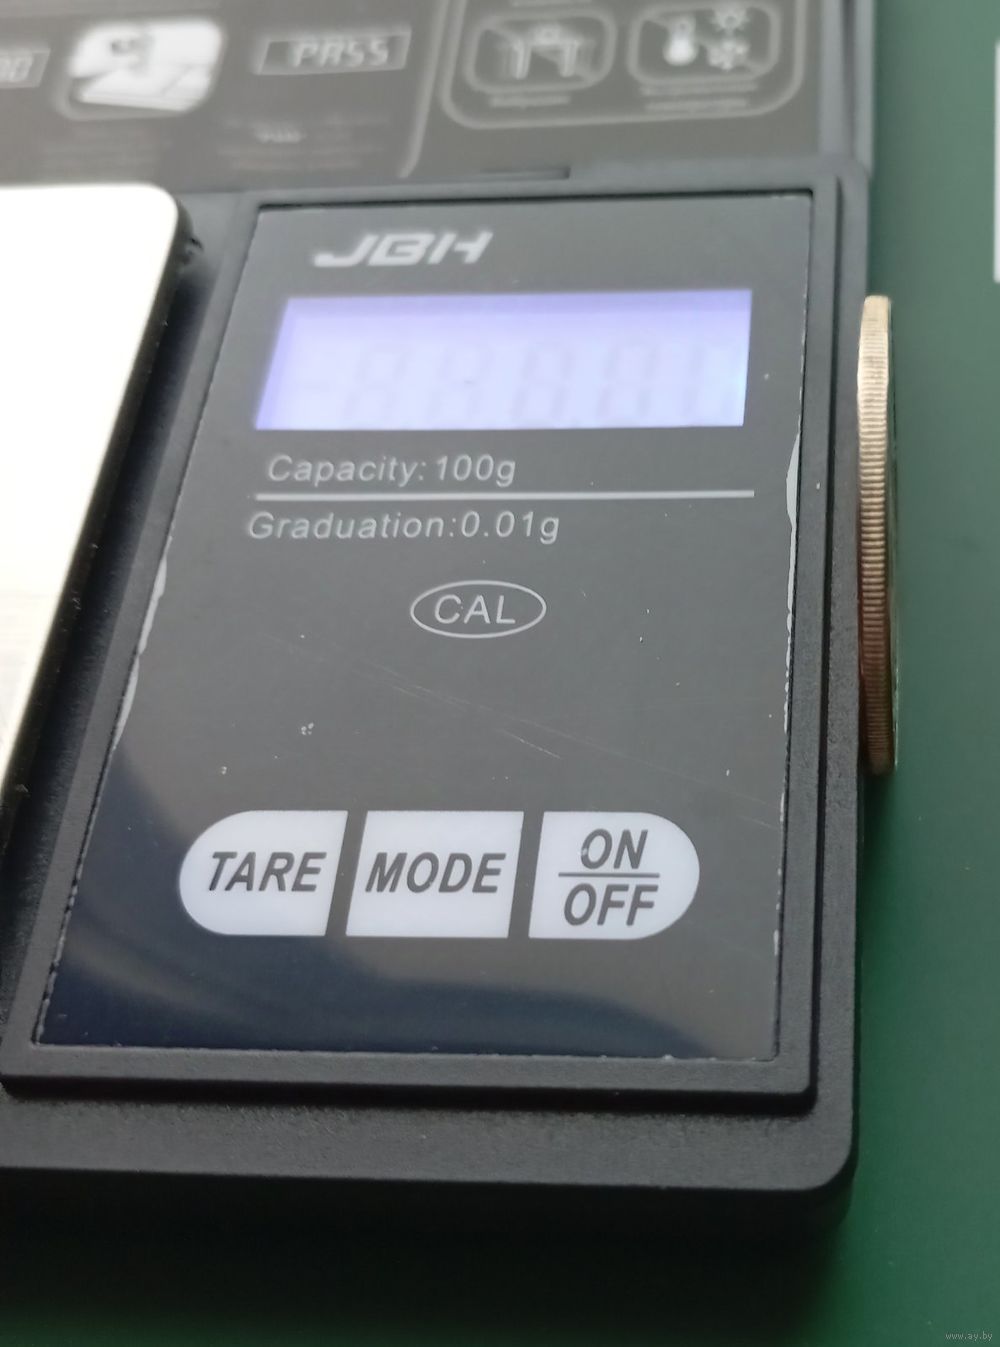 PASS
JBH
Capacity:100g
Graduation:0.01g
CAL
TARE
MODE
ON
OFF
www.ay.by